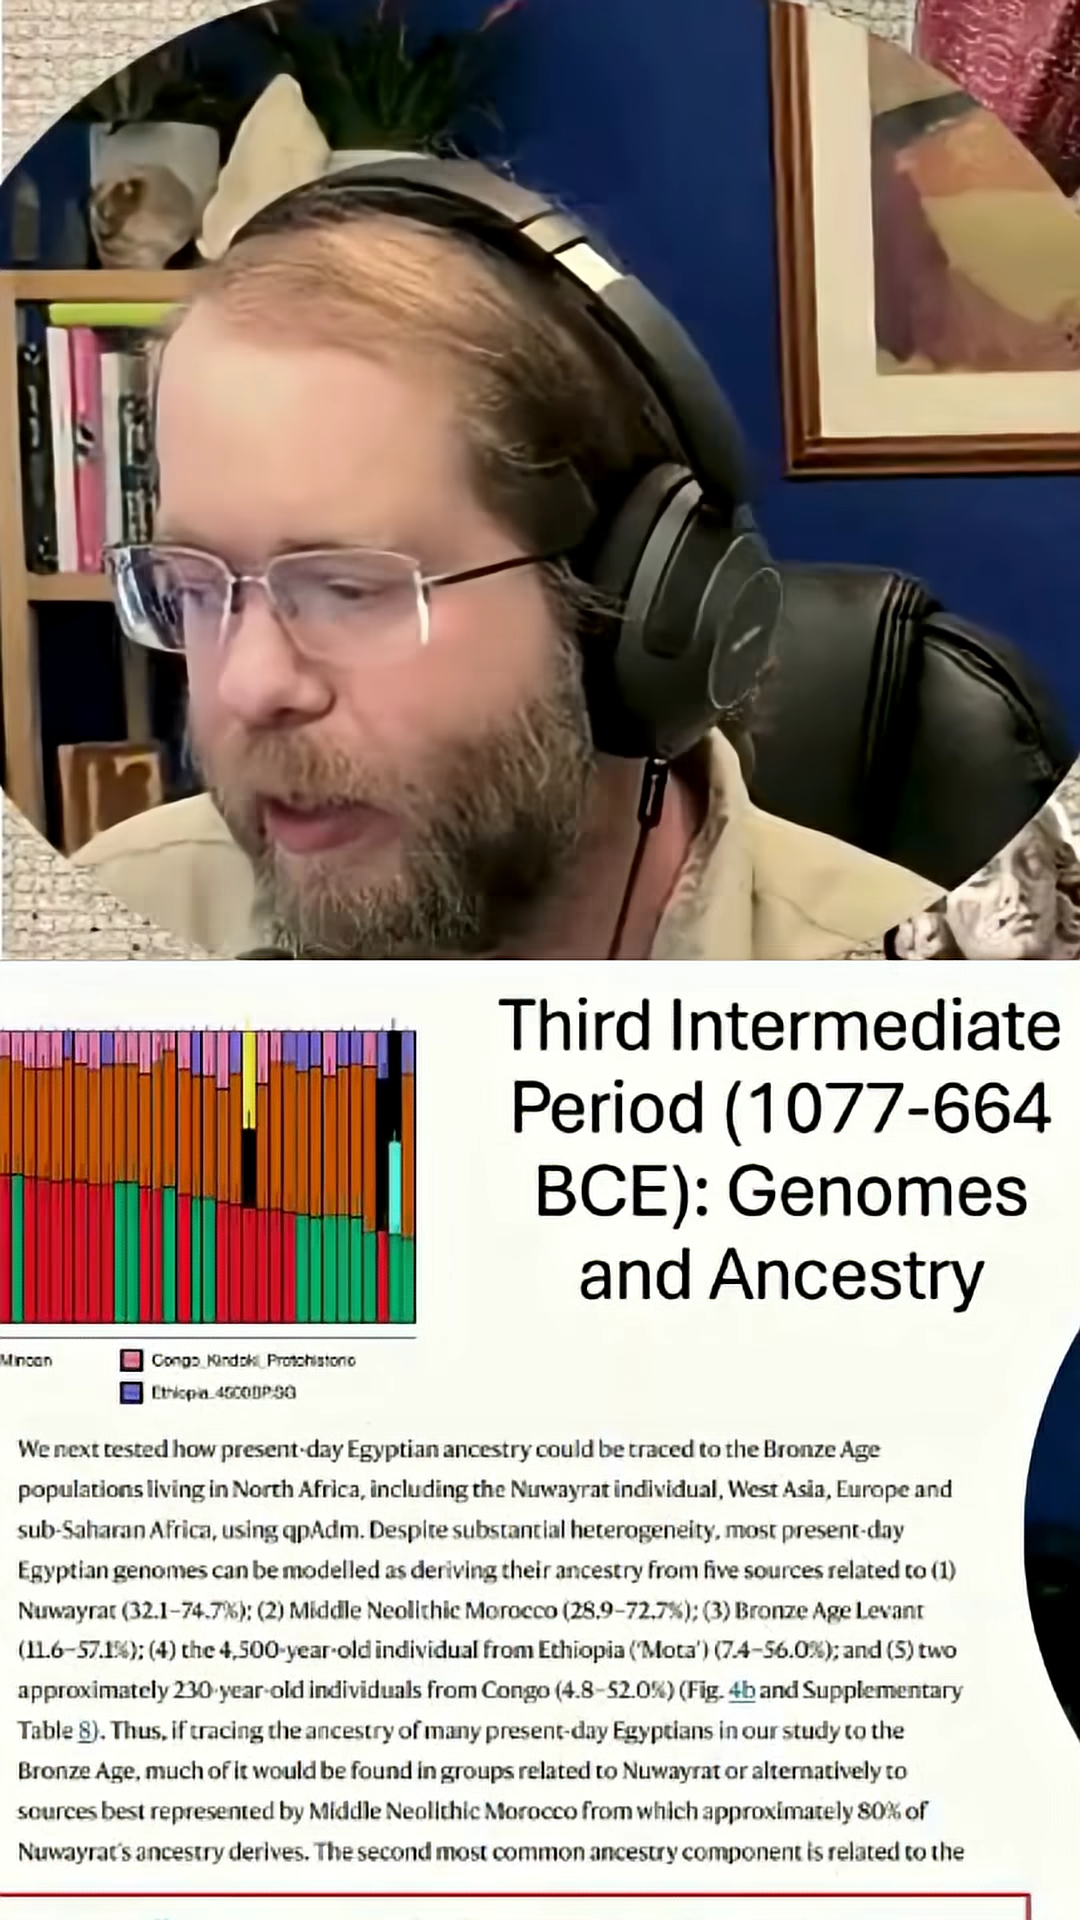 Third Intermediate
Period (1077-664
BCE): Genomes
and Ancestry
Minoan
Congo_Kindoki_Protohistoric
Ethiopia_4500BP.SG
We next tested how present-day Egyptian ancestry could be traced to the Bronze Age
populations living in North Africa, including the Nuwayrat individual, West Asia, Europe and
sub-Saharan Africa, using qpAdm. Despite substantial heterogeneity, most present-day
Egyptian genomes can be modelled as deriving their ancestry from five sources related to (1)
Nuwayrat (32.1–74.7%); (2) Middle Neolithic Morocco (28.9–72.7%); (3) Bronze Age Levant
(11.6–57.1%); (4) the 4,500-year-old individual from Ethiopia (‘Mota’) (7.4–56.0%); and (5) two
approximately 230-year-old individuals from Congo (4.8–52.0%) (Fig. 4b and Supplementary
Table 8). Thus, if tracing the ancestry of many present-day Egyptians in our study to the
Bronze Age, much of it would be found in groups related to Nuwayrat or alternatively to
sources best represented by Middle Neolithic Morocco from which approximately 80% of
Nuwayrat’s ancestry derives. The second most common ancestry component is related to the